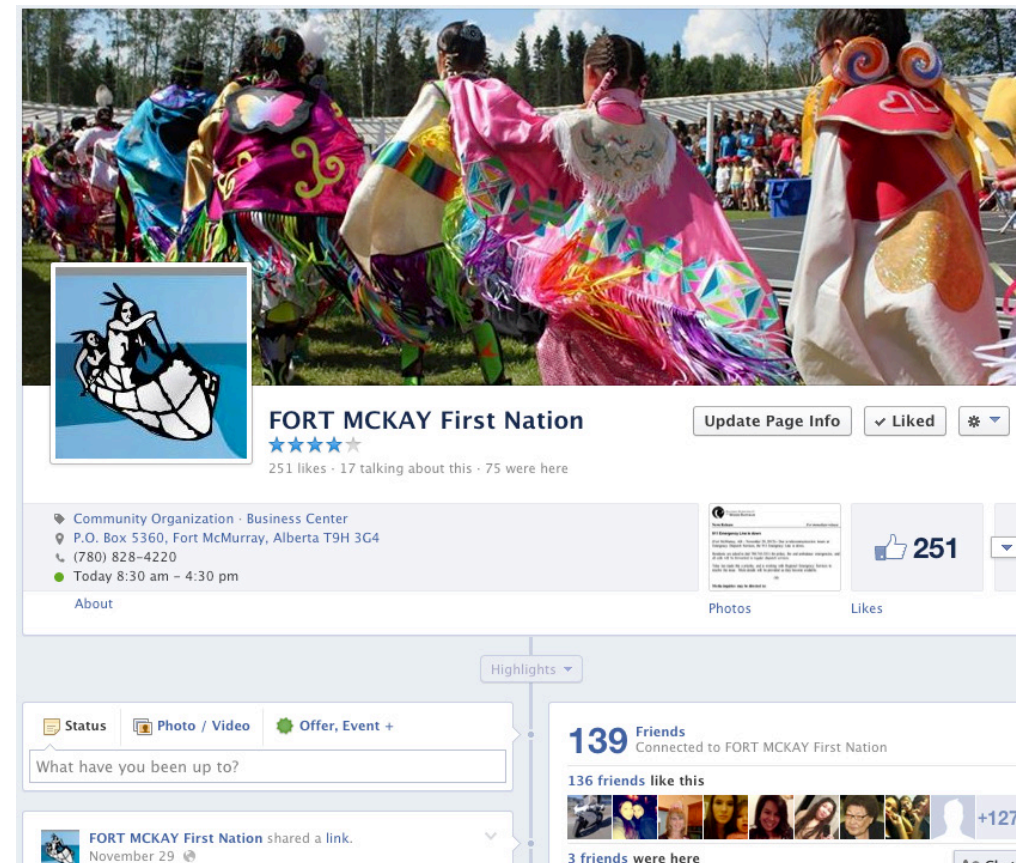 FORT MCKAY First Nation
251 likes · 17 talking about this · 75 were here
Update Page Info
Liked
Community Organization · Business Center
P.O. Box 5360, Fort McMurray, Alberta T9H 3G4
(780) 828-4220
Today 8:30 am – 4:30 pm
About
251
Photos
Likes
Highlights
Status
Photo / Video
Offer, Event +
What have you been up to?
FORT MCKAY First Nation shared a link.
November 29
139 Friends
Connected to FORT MCKAY First Nation
136 friends like this
+127
3 friends were here